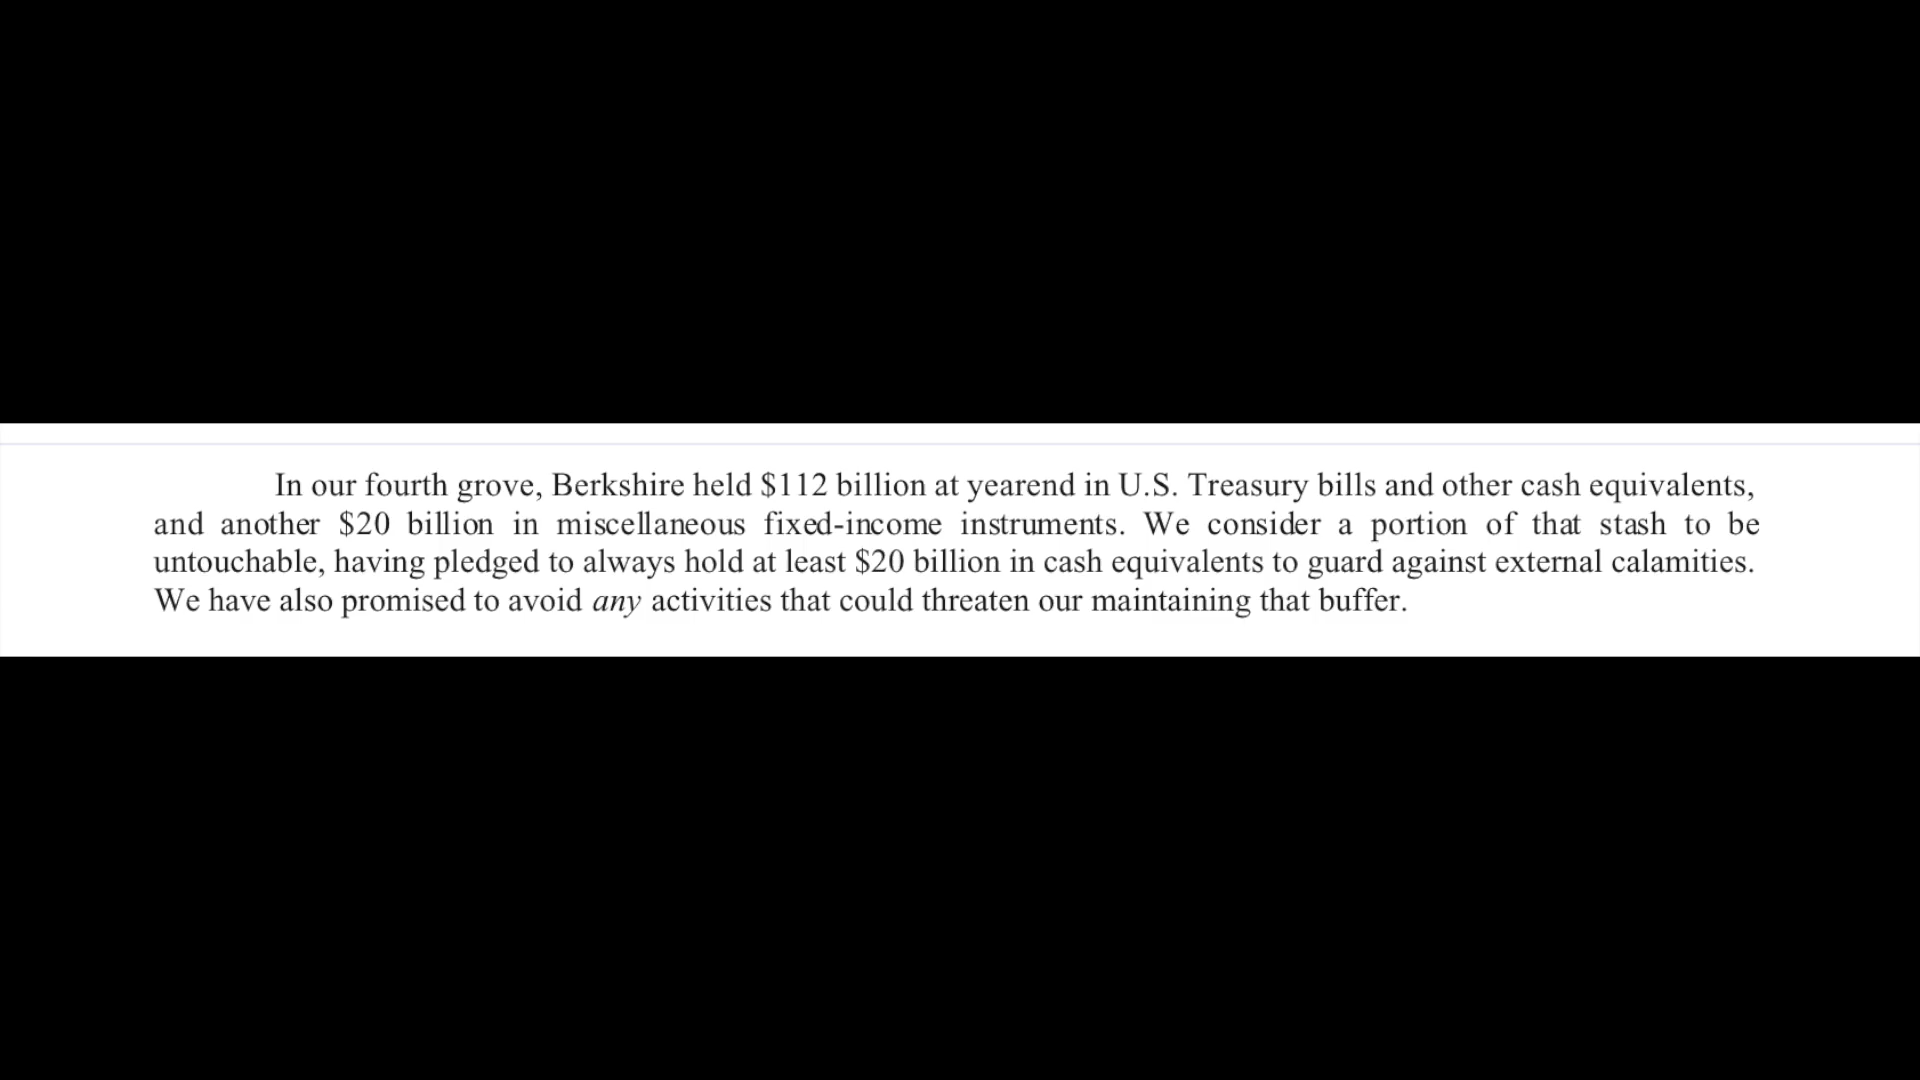 In our fourth grove, Berkshire held $112 billion at yearend in U.S. Treasury bills and other cash equivalents,
and another $20 billion in miscellaneous fixed-income instruments. We consider a portion of that stash to be
untouchable, having pledged to always hold at least $20 billion in cash equivalents to guard against external calamities.
We have also promised to avoid any activities that could threaten our maintaining that buffer.